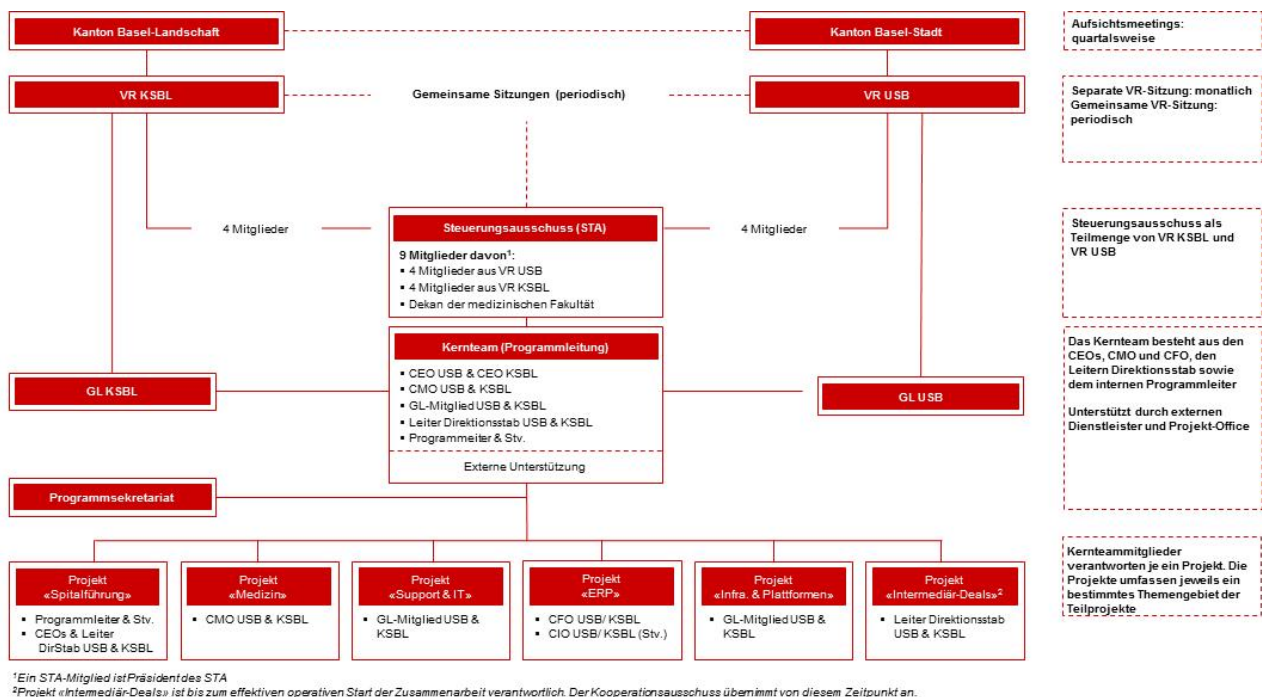 Kanton Basel-Landschaft
Kanton Basel-Stadt
Aufsichtsmeetings:
quartalsweise
VR KSBL
Gemeinsame Sitzungen (periodisch)
VR USB
Separate VR-Sitzung: monatlich
Gemeinsame VR-Sitzung:
periodisch
4 Mitglieder
Steuerungsausschuss (STA)
4 Mitglieder
9 Mitglieder davon¹:
▪ 4 Mitglieder aus VR USB
▪ 4 Mitglieder aus VR KSBL
▪ Dekan der medizinischen Fakultät
Steuerungsausschuss als
Teilmenge von VR KSBL und
VR USB
Kernteam (Programmleitung)
▪ CEO USB & CEO KSBL
▪ CMO USB & KSBL
▪ GL-Mitglied USB & KSBL
▪ Leiter Direktionsstab USB & KSBL
▪ Programmeiter & Stv.
Externe Unterstützung
GL KSBL
GL USB
Das Kernteam besteht aus den
CEOs, CMO und CFO, den
Leitern Direktionsstab sowie
dem internen Programmleiter
Unterstützt durch externen
Dienstleister und Projekt-Office
Programmsekretariat
Projekt
«Spitalführung»
▪ Programmleiter & Stv.
▪ CEOs & Leiter
DirStab USB & KSBL
Projekt
«Medizin»
▪ CMO USB & KSBL
Projekt
«Support & IT»
▪ GL-Mitglied USB &
KSBL
Projekt
«ERP»
▪ CFO USB/ KSBL
▪ CIO USB/ KSBL (Stv.)
Projekt
«Infra. & Plattformen»
▪ GL-Mitglied USB &
KSBL
Projekt
«Intermediär-Deals»²
▪ Leiter Direktionsstab
USB & KSBL
Kernteammitglieder
verantworten je ein Projekt. Die
Projekte umfassen jeweils ein
bestimmtes Themengebiet der
Teilprojekte
¹Ein STA-Mitglied ist Präsident des STA
²Projekt «Intermediär-Deals» ist bis zum effektiven operativen Start der Zusammenarbeit verantwortlich. Der Kooperationsausschuss übernimmt von diesem Zeitpunkt an.